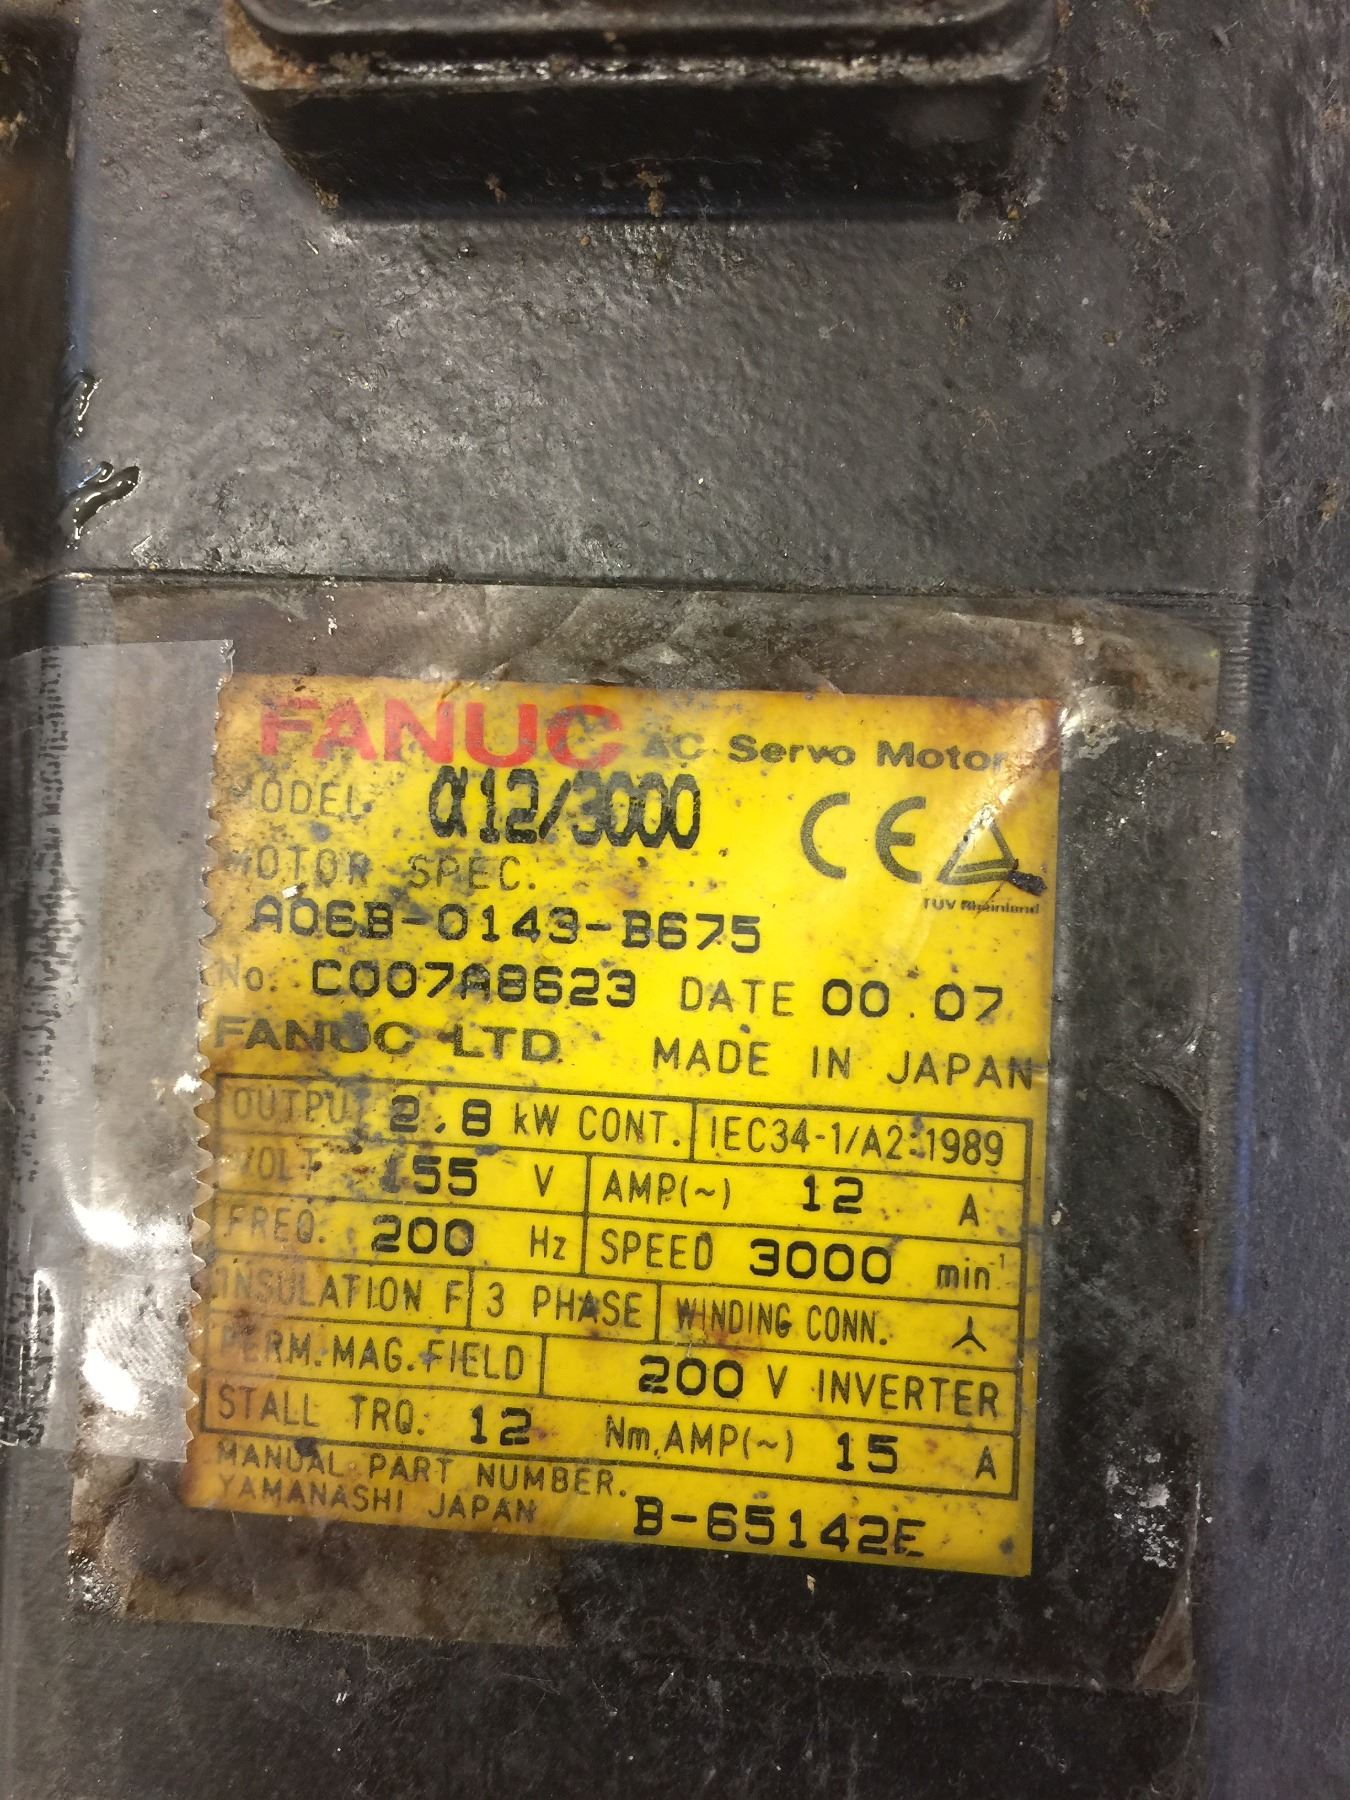 FANUC AC Servo Motor
MODEL α12/3000
CE
MOTOR SPEC.
TÜV Rheinland
A06B-0143-B675
No. C007A8623 DATE 00.07
FANUC LTD MADE IN JAPAN
OUTPUT 2.8 kW CONT. IEC34-1/A2:1989
VOLT 155 V AMP(~) 12 A
FREQ. 200 Hz SPEED 3000 min⁻¹
INSULATION F 3 PHASE WINDING CONN.
PERM.MAG.FIELD 200 V INVERTER
STALL TRQ. 12 Nm,AMP(~) 15 A
MANUAL PART NUMBER.
YAMANASHI JAPAN B-65142E